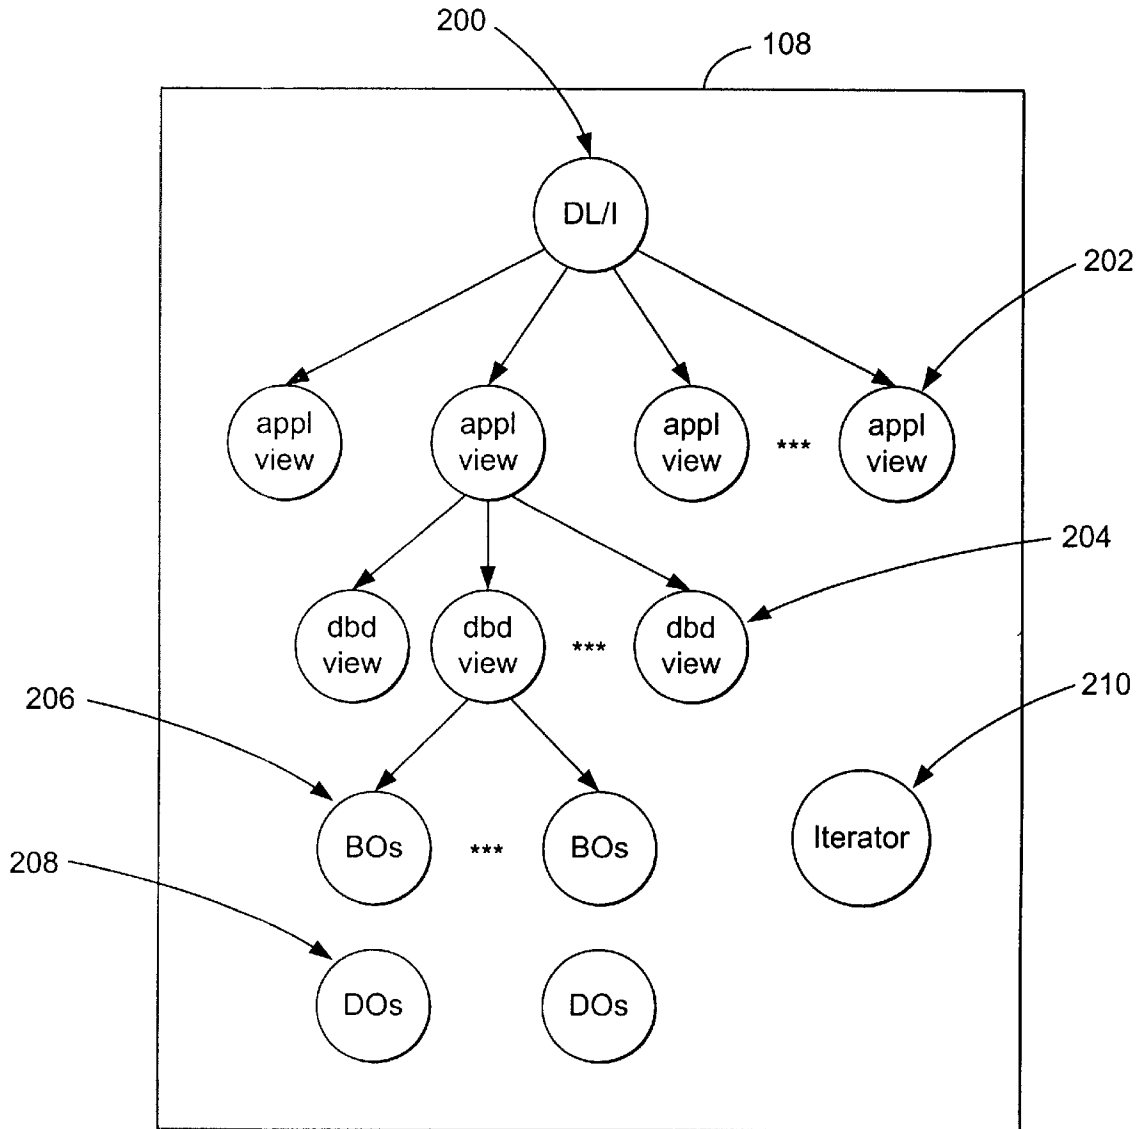 200
108
DL/I
202
appl view
appl view
appl view
***
appl view
204
dbd view
dbd view
***
dbd view
206
210
BOs
***
BOs
Iterator
208
DOs
DOs